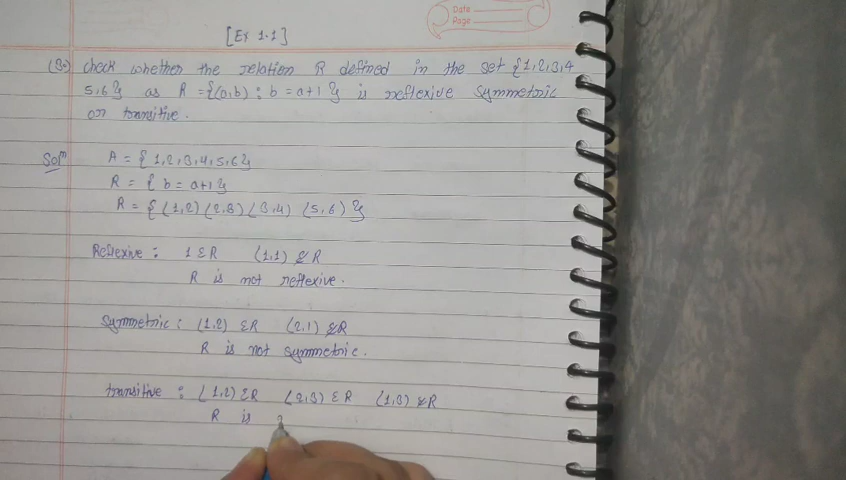 Date
Page
[Ex 1.1]
(3.) check whether the relation R defined in the set {1,2,3,4
5,6} as R = {(a,b) : b = a+1} is reflexive symmetric
or transitive.
Solⁿ A = { 1,2,3,4,5,6}
R = { b = a+1}
R = { (1,2) (2,3) (3,4) (5,6) }
Reflexive : 1 ∈ R (1,1) ∉ R
R is not reflexive.
symmetric : (1,2) ∈ R (2,1) ∉ R
R is not symmetric.
transitive : (1,2) ∈ R (2,3) ∈ R (1,3) ∉ R
R is